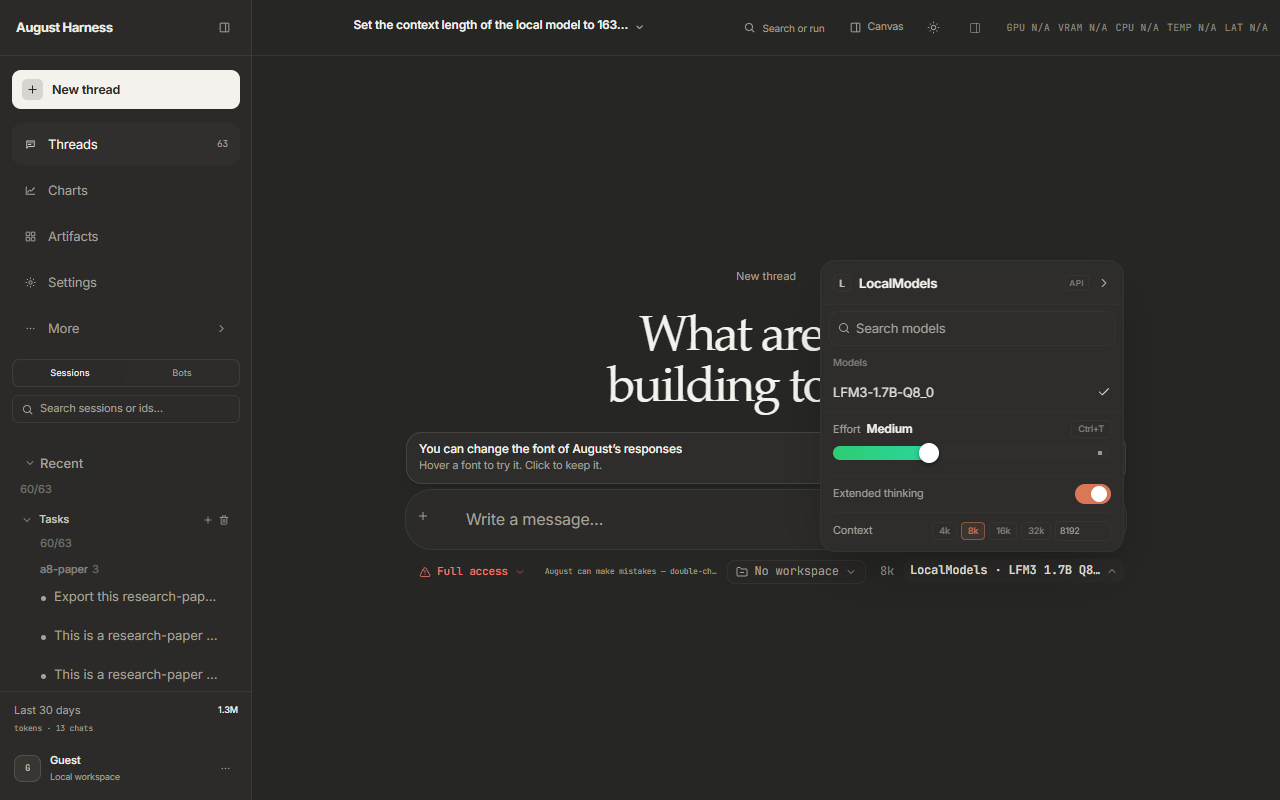 August Harness
New thread
Threads 63
Charts
Artifacts
Settings
More
Sessions Bots
Search sessions or ids...
Recent
60/63
Tasks
60/63
a8-paper 3
Export this research-pap...
This is a research-paper ...
This is a research-paper ...
Last 30 days 1.3M
tokens · 13 chats
G Guest
Local workspace
Set the context length of the local model to 163...
Search or run
Canvas
GPU N/A VRAM N/A CPU N/A TEMP N/A LAT N/A
New thread
What are
building to
You can change the font of August's responses
Hover a font to try it. Click to keep it.
Write a message...
Full access
August can make mistakes — double-ch…
No workspace
8k
LocalModels · LFM3 1.7B Q8…
L LocalModels API
Search models
Models
LFM3-1.7B-Q8_0
Effort Medium Ctrl+T
Extended thinking
Context 4k 8k 16k 32k 8192